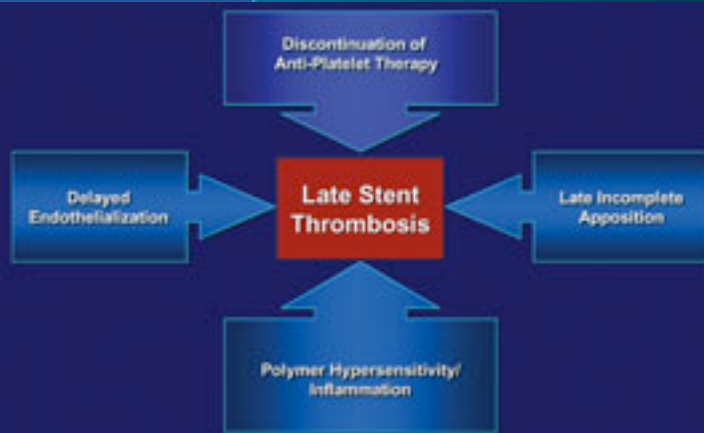 Discontinuation of
Anti-Platelet Therapy
Delayed
Endothelialization
Late Stent
Thrombosis
Late Incomplete
Apposition
Polymer Hypersensitivity/
Inflammation